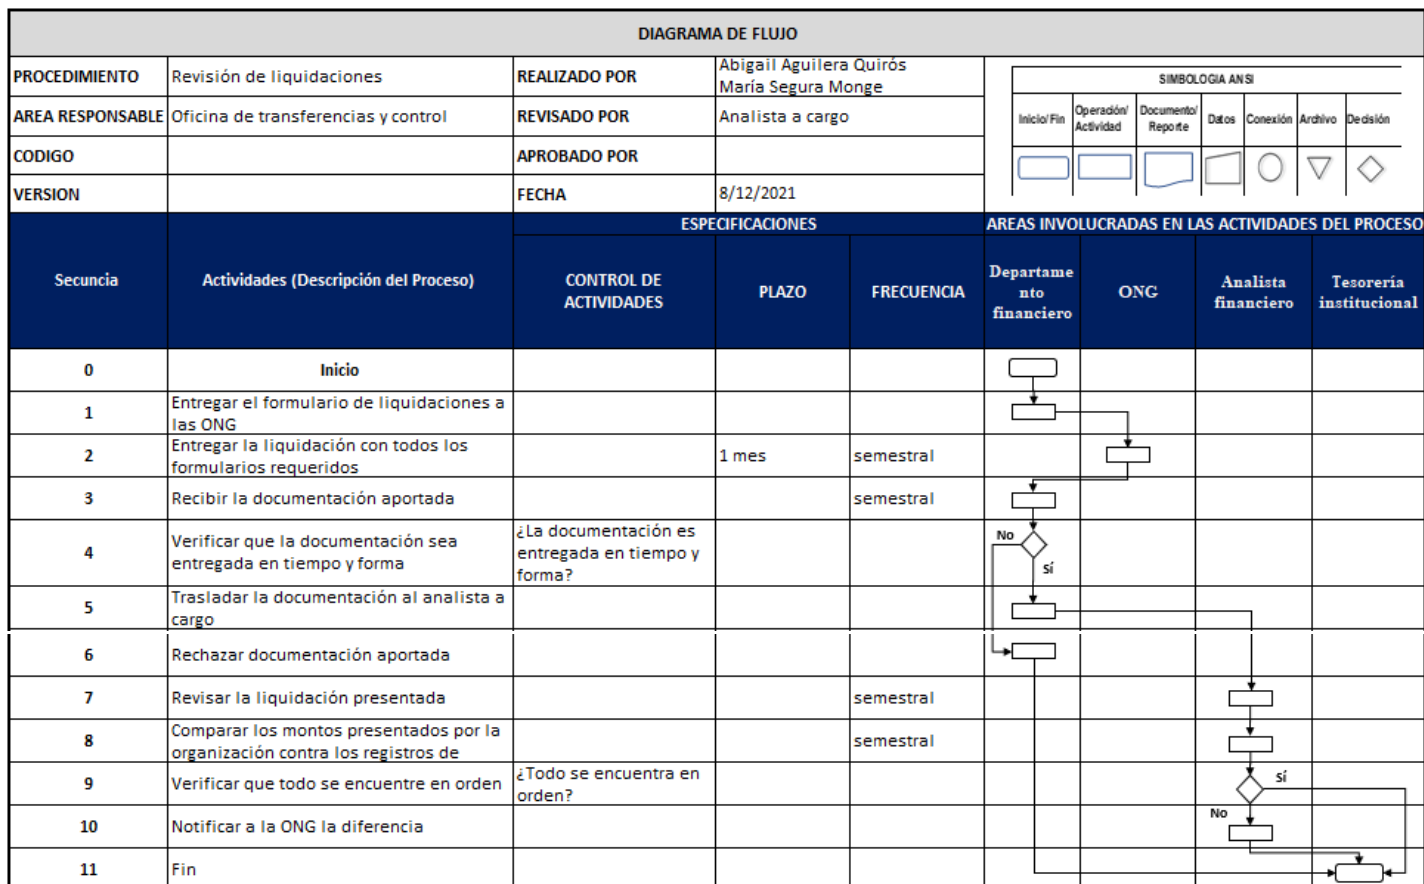 DIAGRAMA DE FLUJO
PROCEDIMIENTO
Revisión de liquidaciones
REALIZADO POR
Abigail Aguilera Quirós
María Segura Monge
AREA RESPONSABLE
Oficina de transferencias y control
REVISADO POR
Analista a cargo
CODIGO
APROBADO POR
VERSION
FECHA
8/12/2021
SIMBOLOGIA ANSI
Inicio/Fin
Operación/
Actividad
Documento/
Reporte
Datos
Conexión
Archivo
Decisión
ESPECIFICACIONES
AREAS INVOLUCRADAS EN LAS ACTIVIDADES DEL PROCESO
Secuncia
Actividades (Descripción del Proceso)
CONTROL DE
ACTIVIDADES
PLAZO
FRECUENCIA
Departame
nto
financiero
ONG
Analista
financiero
Tesorería
institucional
0
Inicio
1
Entregar el formulario de liquidaciones a
las ONG
2
Entregar la liquidación con todos los
formularios requeridos
1 mes
semestral
3
Recibir la documentación aportada
semestral
4
Verificar que la documentación sea
entregada en tiempo y forma
¿La documentación es
entregada en tiempo y
forma?
No
Sí
5
Trasladar la documentación al analista a
cargo
6
Rechazar documentación aportada
7
Revisar la liquidación presentada
semestral
8
Comparar los montos presentados por la
organización contra los registros de
semestral
9
Verificar que todo se encuentre en orden
¿Todo se encuentra en
orden?
Sí
No
10
Notificar a la ONG la diferencia
11
Fin